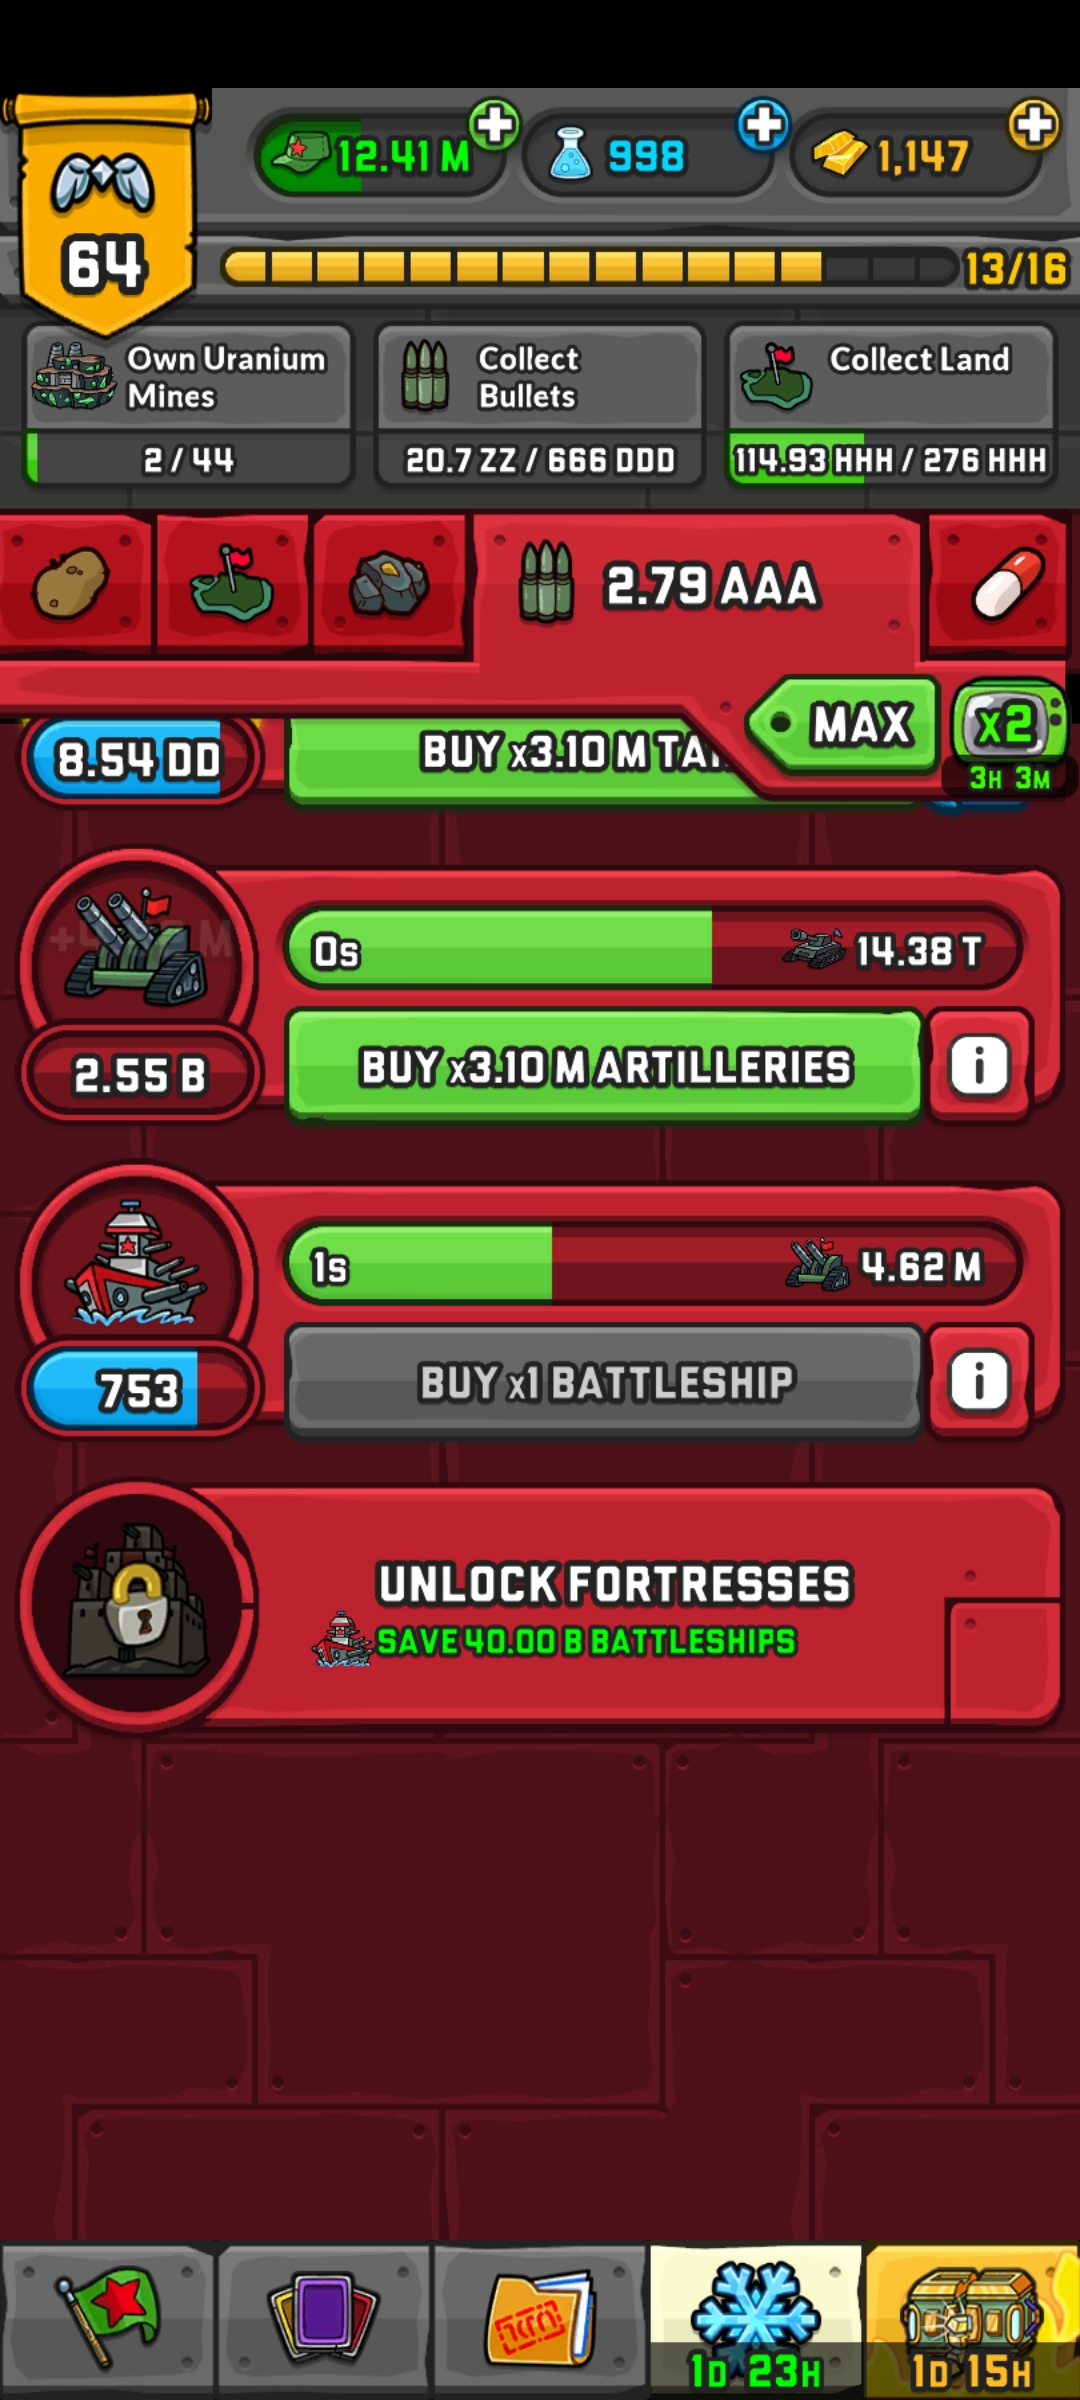 12.41 M
998
1,147
64
13/16
Own Uranium
Mines
2 / 44
Collect
Bullets
20.7 ZZ / 666 DDD
Collect Land
114.93 HHH / 276 HHH
2.79 AAA
MAX
x2
3H 3M
8.54 DD
BUY x3.10 M
0s
14.38 T
2.55 B
BUY x3.10 M ARTILLERIES
i
1s
4.62 M
753
BUY x1 BATTLESHIP
i
UNLOCK FORTRESSES
SAVE 40.00 B BATTLESHIPS
1D 23H
1D 15H